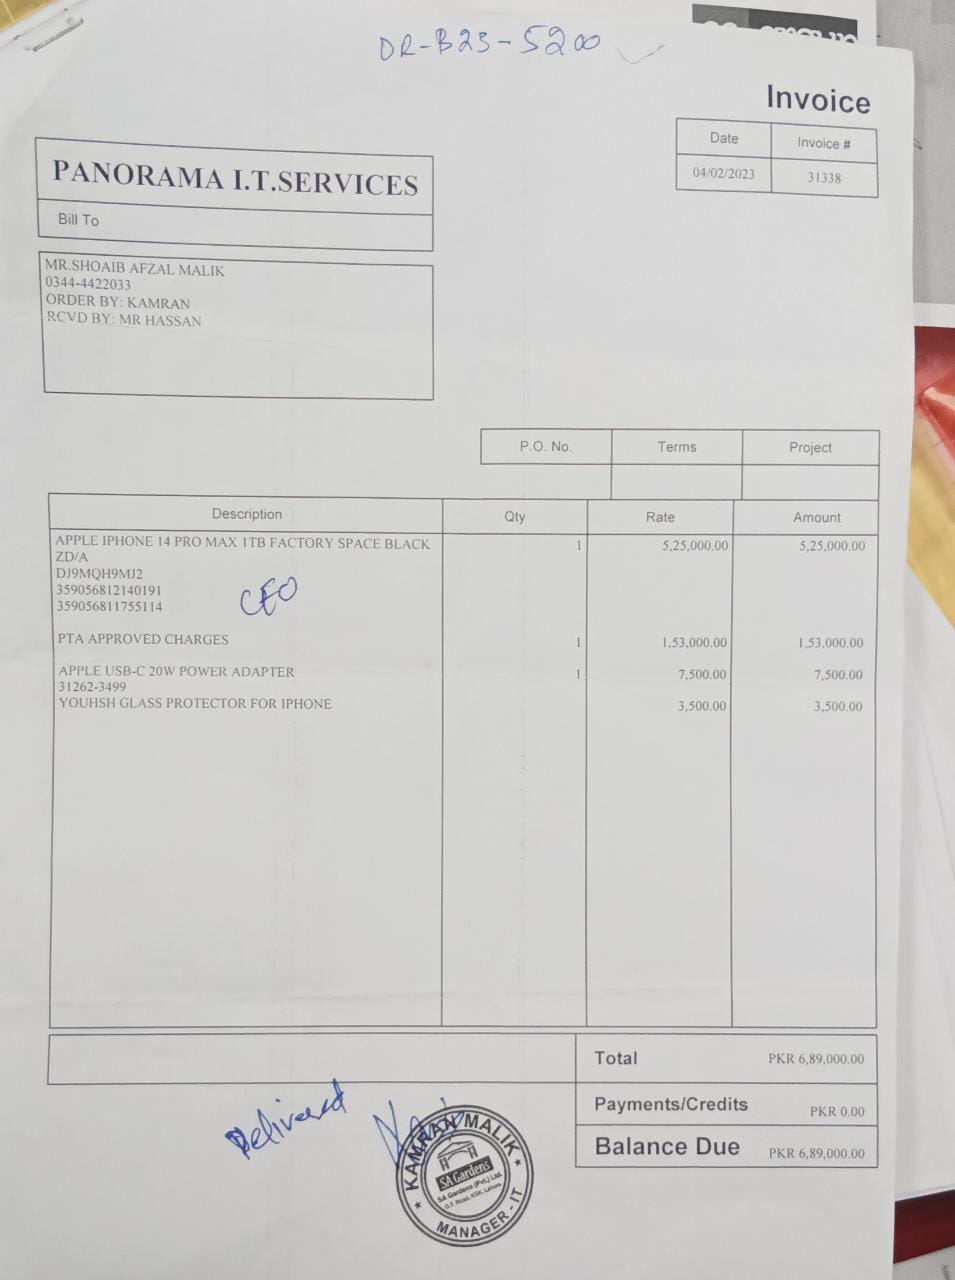 DR-B23-5200
Invoice
Date Invoice #
04/02/2023 31338
PANORAMA I.T.SERVICES
Bill To
MR.SHOAIB AFZAL MALIK
0344-4422033
ORDER BY: KAMRAN
RCVD BY: MR HASSAN
P.O. No. Terms Project
Description Qty Rate Amount
APPLE IPHONE 14 PRO MAX 1TB FACTORY SPACE BLACK 1 5,25,000.00 5,25,000.00
ZD/A
DJ9MQH9MJ2
359056812140191
359056811755114
CEO
PTA APPROVED CHARGES 1 1,53,000.00 1,53,000.00
APPLE USB-C 20W POWER ADAPTER 1 7,500.00 7,500.00
31262-3499
YOUHSH GLASS PROTECTOR FOR IPHONE 3,500.00 3,500.00
Total PKR 6,89,000.00
Payments/Credits PKR 0.00
Balance Due PKR 6,89,000.00
Delivered
KAMRAN MALIK
SA Gardens
SA Gardens (Pvt.) Ltd.
G.T. Road, KSK, Lahore.
MANAGER - IT